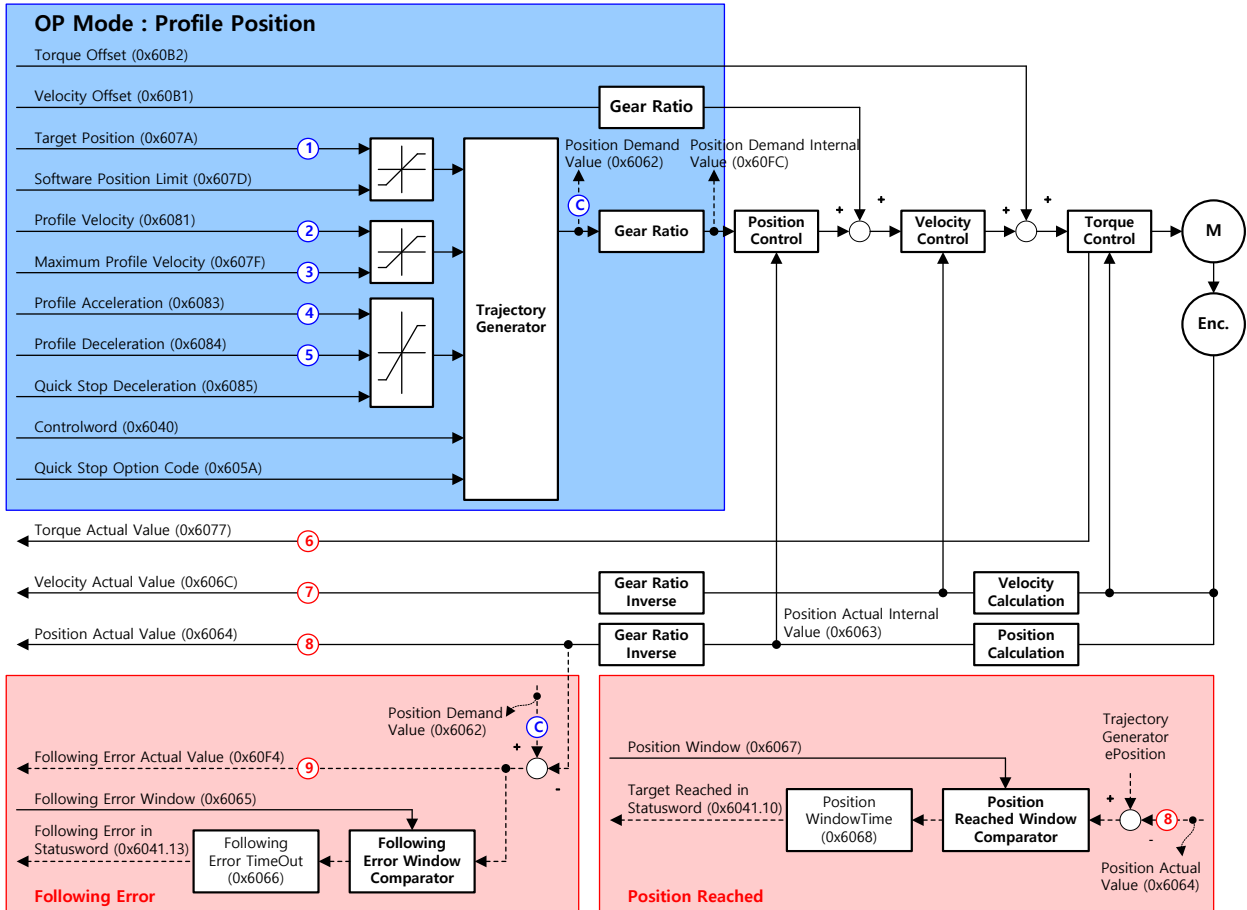 OP Mode : Profile Position
Torque Offset (0x60B2)
Velocity Offset (0x60B1)
Gear Ratio
Target Position (0x607A)
1
Software Position Limit (0x607D)
Profile Velocity (0x6081)
2
Maximum Profile Velocity (0x607F)
3
Profile Acceleration (0x6083)
4
Profile Deceleration (0x6084)
5
Quick Stop Deceleration (0x6085)
Controlword (0x6040)
Quick Stop Option Code (0x605A)
Trajectory
Generator
Position Demand
Value (0x6062)
C
Gear Ratio
Position Demand Internal
Value (0x60FC)
Position
Control
+
+
Velocity
Control
+
+
Torque
Control
M
Enc.
Torque Actual Value (0x6077)
6
Velocity Actual Value (0x606C)
7
Gear Ratio
Inverse
Velocity
Calculation
Position Actual Value (0x6064)
8
Gear Ratio
Inverse
Position Actual Internal
Value (0x6063)
Position
Calculation
Position Demand
Value (0x6062)
C
+
-
Following Error Actual Value (0x60F4)
9
Following Error Window (0x6065)
Following Error in
Statusword (0x6041.13)
Following
Error TimeOut
(0x6066)
Following
Error Window
Comparator
Following Error
Position Window (0x6067)
Trajectory
Generator
ePosition
Target Reached in
Statusword (0x6041.10)
Position
WindowTime
(0x6068)
Position
Reached Window
Comparator
+
-
8
Position Actual
Value (0x6064)
Position Reached